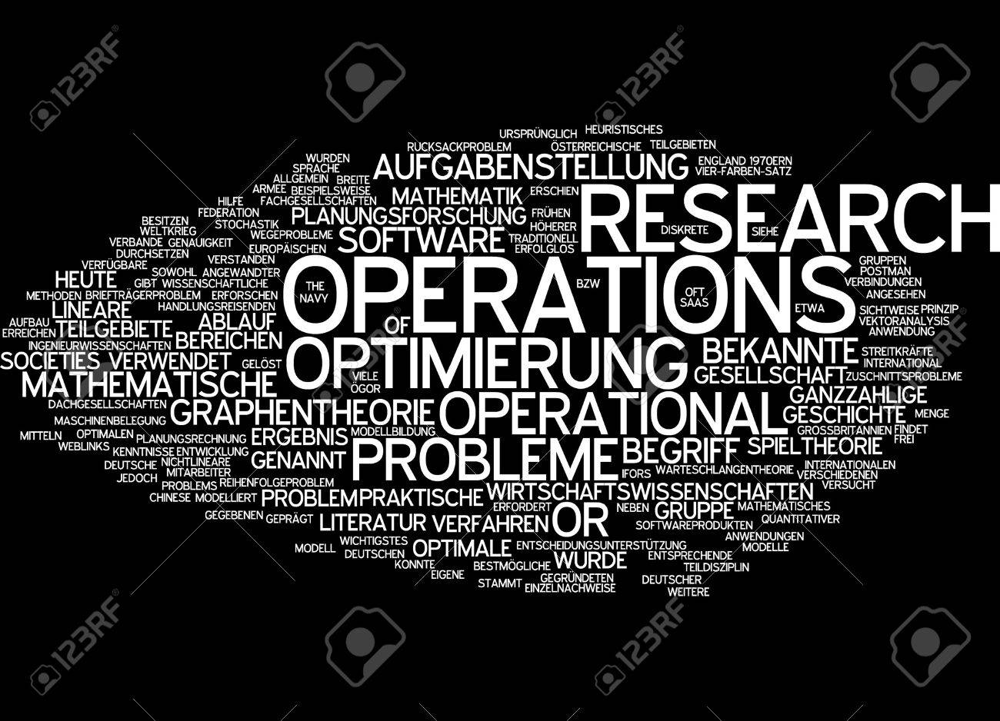 123RF
123RF
URSPRÜNGLICH
HEURISTISCHES
RUCKSACKPROBLEM
ÖSTERREICHISCHE
TEILGEBIETEN
WURDEN
AUFGABENSTELLUNG
ENGLAND 1970ERN
SPRACHE
VIER-FARBEN-SATZ
ALLGEMEIN
BREITE
ARMEE
BEISPIELSWEISE
MATHEMATIK
ERSCHIEN
RESEARCH
HILFE
FACHGESELLSCHAFTEN
FEDERATION
PLANUNGSFORSCHUNG
FRÜHEN
BESITZEN
STOCHASTIK
HÖHERER
DISKRETE
SIEHE
WELTKRIEG
WEGEPROBLEME
SOFTWARE
TRADITIONELL
VERBANDE
GENAUIGKEIT
EUROPÄISCHEN
ERFOLGLOS
DURCHSETZEN
VERSTANDEN
OPERATIONS
GRUPPEN
VERFÜGBARE
SOWOHL
ANGEWANDTER
POSTMAN
HEUTE
GIBT
WISSENSCHAFTLICHE
THE
NAVY
BZW
OFT
SAAS
ETWA
VERBINDUNGEN
METHODEN
BRIEFTRÄGERPROBLEM
ERFORSCHEN
ANGESEHEN
LINEARE
HANDLUNGSREISENDEN
SICHTWEISE
PRINZIP
AUFBAU
TEILGEBIETE
ABLAUF
OF
VEKTORANALYSIS
ERREICHEN
ANWENDUNG
INGENIEURWISSENSCHAFTEN
BEREICHEN
OPTIMIERUNG
BEKANNTE
STREITKRÄFTE
SOCIETIES
VERWENDET
GELÖST
INTERNATIONAL
MATHEMATISCHE
VIELE
ÖGOR
GESELLSCHAFT
ZUSCHNITTSPROBLEME
DACHGESELLSCHAFTEN
GRAPHENTHEORIE
OPERATIONAL
GANZZAHLIGE
GESCHICHTE
MENGE
MASCHINENBELEGUNG
MITTELN
OPTIMALEN
PLANUNGSRECHNUNG
ERGEBNIS
MODELLBILDUNG
GROSSBRITANNIEN
FINDET
FREI
WEBLINKS
KENNTNISSE
ENTWICKLUNG
PROBLEME
BEGRIFF
SPIELTHEORIE
DEUTSCHE
NICHTLINEARE
GENANNT
INTERNATIONALEN
JEDOCH
MITARBEITER
IFORS
WARTESCHLANGENTHEORIE
VERSCHIEDENEN
PROBLEMS
REIHENFOLGEPROBLEM
VERSUCHT
CHINESE
MODELLIERT
PROBLEM
PRAKTISCHE
WIRTSCHAFTSWISSENSCHAFTEN
ERFORDERT
OR
NEBEN
GRUPPE
MATHEMATISCHES
GEGEBENEN
GEPRÄGT
LITERATUR
VERFAHREN
SOFTWAREPRODUKTEN
QUANTITATIVER
MODELL
WICHTIGSTES
OPTIMALE
ENTSCHEIDUNGSUNTERSTÜTZUNG
ANWENDUNGEN
MODELLE
DEUTSCHEN
WURDE
ENTSPRECHENDE
KONNTE
BESTMÖGLICHE
TEILDISZIPLIN
EIGENE
STAMMT
GEGRÜNDETEN
DEUTSCHER
EINZELNACHWEISE
WEITERE
123RF
123RF